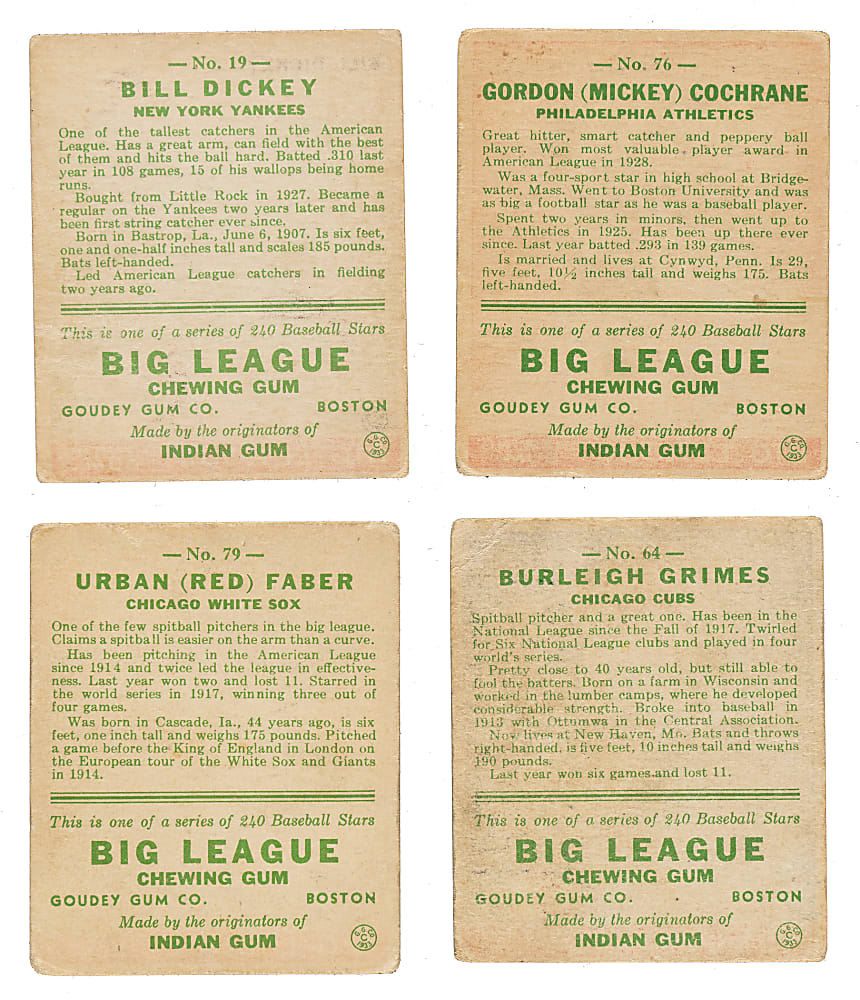 — No. 19 —
BILL DICKEY
NEW YORK YANKEES
One of the tallest catchers in the American
League. Has a great arm, can field with the best
of them and hits the ball hard. Batted .310 last
year in 108 games, 15 of his wallops being home
runs.
Bought from Little Rock in 1927. Became a
regular on the Yankees two years later and has
been first string catcher ever since.
Born in Bastrop, La., June 6, 1907. Is six feet,
one and one-half inches tall and scales 185 pounds.
Bats left-handed.
Led American League catchers in fielding
two years ago.
This is one of a series of 240 Baseball Stars
BIG LEAGUE
CHEWING GUM
GOUDEY GUM CO. BOSTON
Made by the originators of
INDIAN GUM
G.G.CO.
C
1933
— No. 76 —
GORDON (MICKEY) COCHRANE
PHILADELPHIA ATHLETICS
Great hitter, smart catcher and peppery ball
player. Won most valuable player award in
American League in 1928.
Was a four-sport star in high school at Bridge-
water, Mass. Went to Boston University and was
as big a football star as he was a baseball player.
Spent two years in minors, then went up to
the Athletics in 1925. Has been up there ever
since. Last year batted .293 in 139 games.
Is married and lives at Cynwyd, Penn. Is 29,
five feet, 10½ inches tall and weighs 175. Bats
left-handed.
This is one of a series of 240 Baseball Stars
BIG LEAGUE
CHEWING GUM
GOUDEY GUM CO. BOSTON
Made by the originators of
INDIAN GUM
G.G.CO.
C
1933
— No. 79 —
URBAN (RED) FABER
CHICAGO WHITE SOX
One of the few spitball pitchers in the big league.
Claims a spitball is easier on the arm than a curve.
Has been pitching in the American League
since 1914 and twice led the league in effective-
ness. Last year won two and lost 11. Starred in
the world series in 1917, winning three out of
four games.
Was born in Cascade, Ia., 44 years ago, is six
feet, one inch tall and weighs 175 pounds. Pitched
a game before the King of England in London on
the European tour of the White Sox and Giants
in 1914.
This is one of a series of 240 Baseball Stars
BIG LEAGUE
CHEWING GUM
GOUDEY GUM CO. BOSTON
Made by the originators of
INDIAN GUM
G.G.CO.
C
1933
— No. 64 —
BURLEIGH GRIMES
CHICAGO CUBS
Spitball pitcher and a great one. Has been in the
National League since the Fall of 1917. Twirled
for Six National League clubs and played in four
world's series.
Pretty close to 40 years old, but still able to
fool the batters. Born on a farm in Wisconsin and
worked in the lumber camps, where he developed
considerable strength. Broke into baseball in
1913 with Ottumwa in the Central Association.
Now lives at New Haven, Mo. Bats and throws
right-handed, is five feet, 10 inches tall and weighs
190 pounds.
Last year won six games and lost 11.
This is one of a series of 240 Baseball Stars
BIG LEAGUE
CHEWING GUM
GOUDEY GUM CO. BOSTON
Made by the originators of
INDIAN GUM
G.G.CO.
C
1933